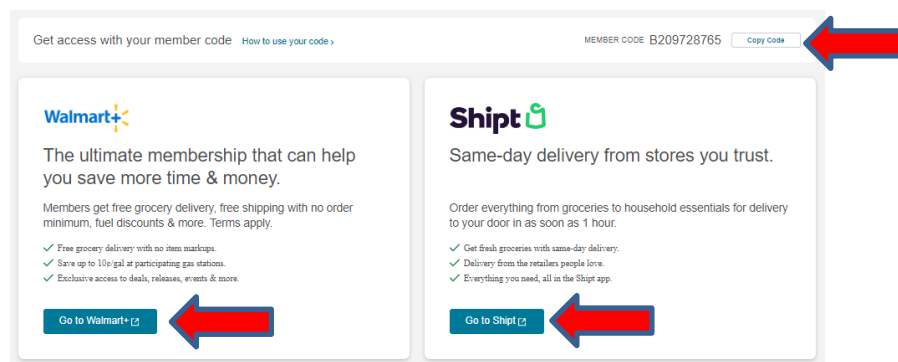 Get access with your member code How to use your code ›
MEMBER CODE B209728765 Copy Code
Walmart+
The ultimate membership that can help
you save more time & money.
Members get free grocery delivery, free shipping with no order
minimum, fuel discounts & more. Terms apply.
Free grocery delivery with no item markups.
Save up to 10¢/gal at participating gas stations.
Exclusive access to deals, releases, events & more.
Go to Walmart+
Shipt
Same-day delivery from stores you trust.
Order everything from groceries to household essentials for delivery
to your door in as soon as 1 hour.
Get fresh groceries with same-day delivery.
Delivery from the retailers people love.
Everything you need, all in the Shipt app.
Go to Shipt